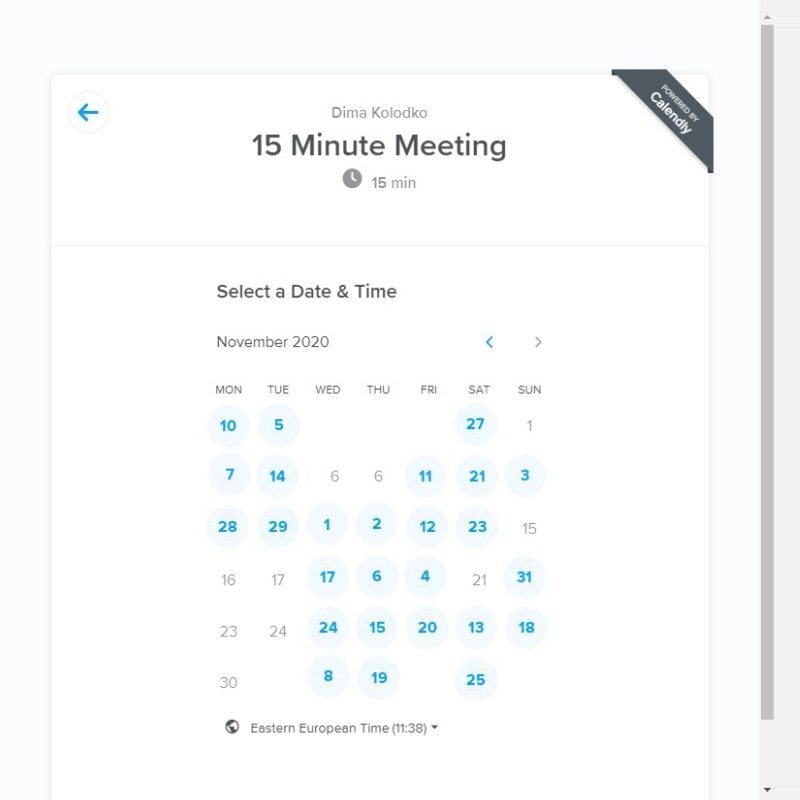 POWERED BY
Calendly
Dima Kolodko
15 Minute Meeting
15 min
Select a Date & Time
November 2020
MON TUE WED THU FRI SAT SUN
10 5 27 1
7 14 6 6 11 21 3
28 29 1 2 12 23 15
16 17 17 6 4 21 31
23 24 24 15 20 13 18
30 8 19 25
Eastern European Time (11:38)